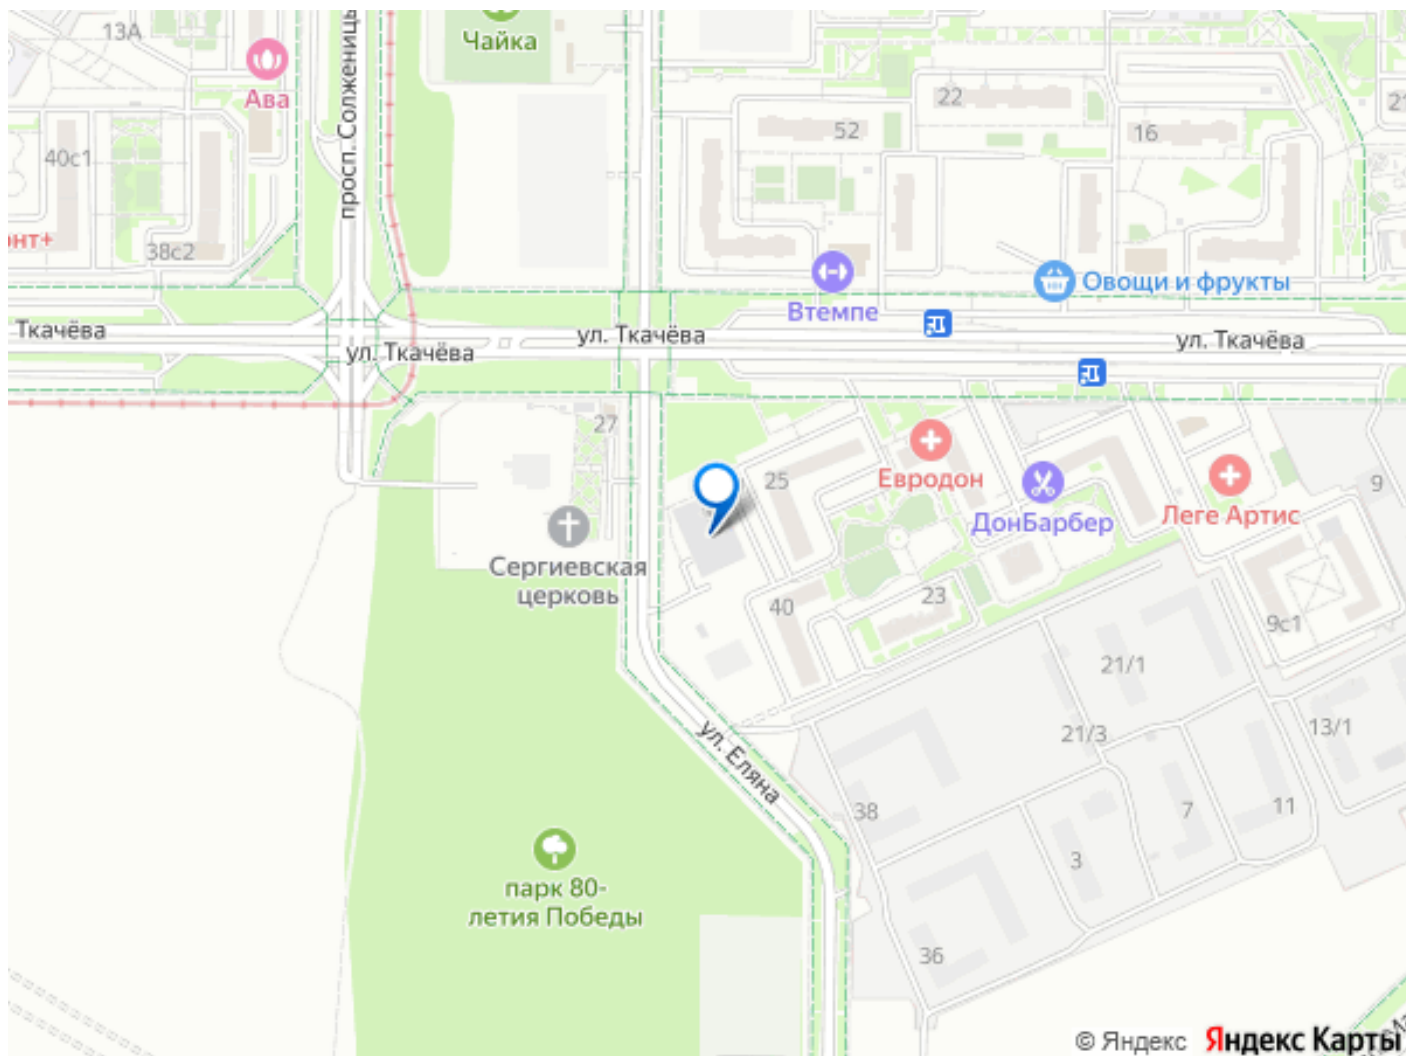 13А
Чайка
Ава
просп. Солженицы
22
52
16
21
40с1
38с2
онт+
Овощи и фрукты
Втемпе
Ткачёва
ул. Ткачёва
ул. Ткачёва
ул. Ткачёва
27
25
Евродон
ДонБарбер
Леге Артис
9
Сергиевская
церковь
40
23
9с1
21/1
21/3
13/1
ул. Еляна
38
7
11
3
парк 80-
летия Победы
36
© Яндекс
Яндекс Карты